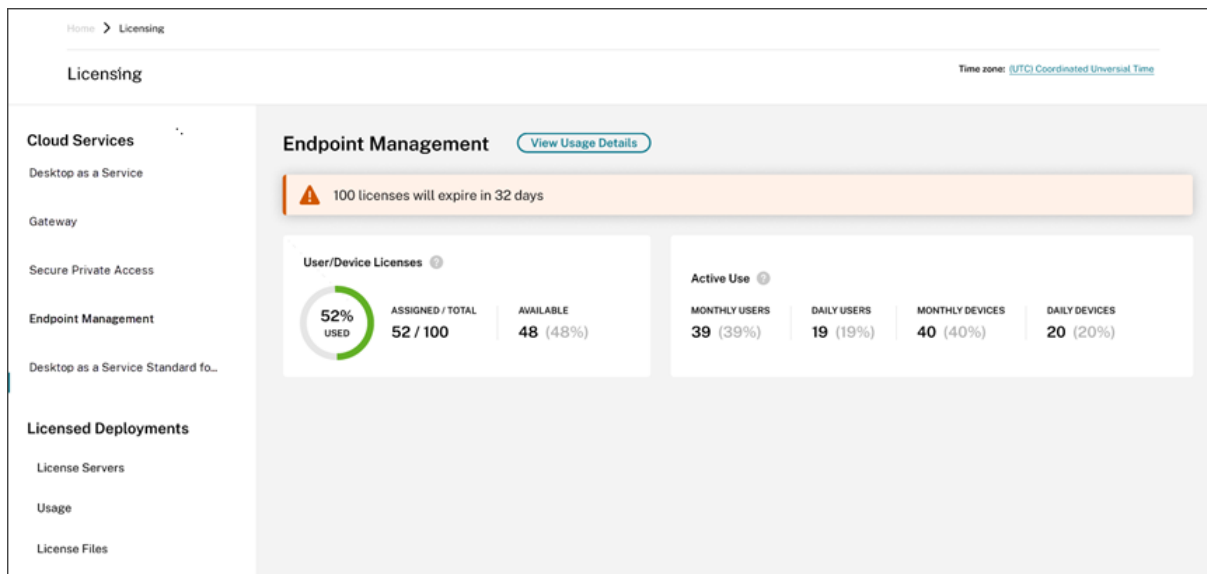 Home > Licensing
Licensing
Time zone: (UTC) Coordinated Unversial Time
Cloud Services
Desktop as a Service
Gateway
Secure Private Access
Endpoint Management
Desktop as a Service Standard fo...
Licensed Deployments
License Servers
Usage
License Files
Endpoint Management
View Usage Details
100 licenses will expire in 32 days
User/Device Licenses ?
52%
USED
ASSIGNED / TOTAL
52 / 100
AVAILABLE
48 (48%)
Active Use ?
MONTHLY USERS
39 (39%)
DAILY USERS
19 (19%)
MONTHLY DEVICES
40 (40%)
DAILY DEVICES
20 (20%)